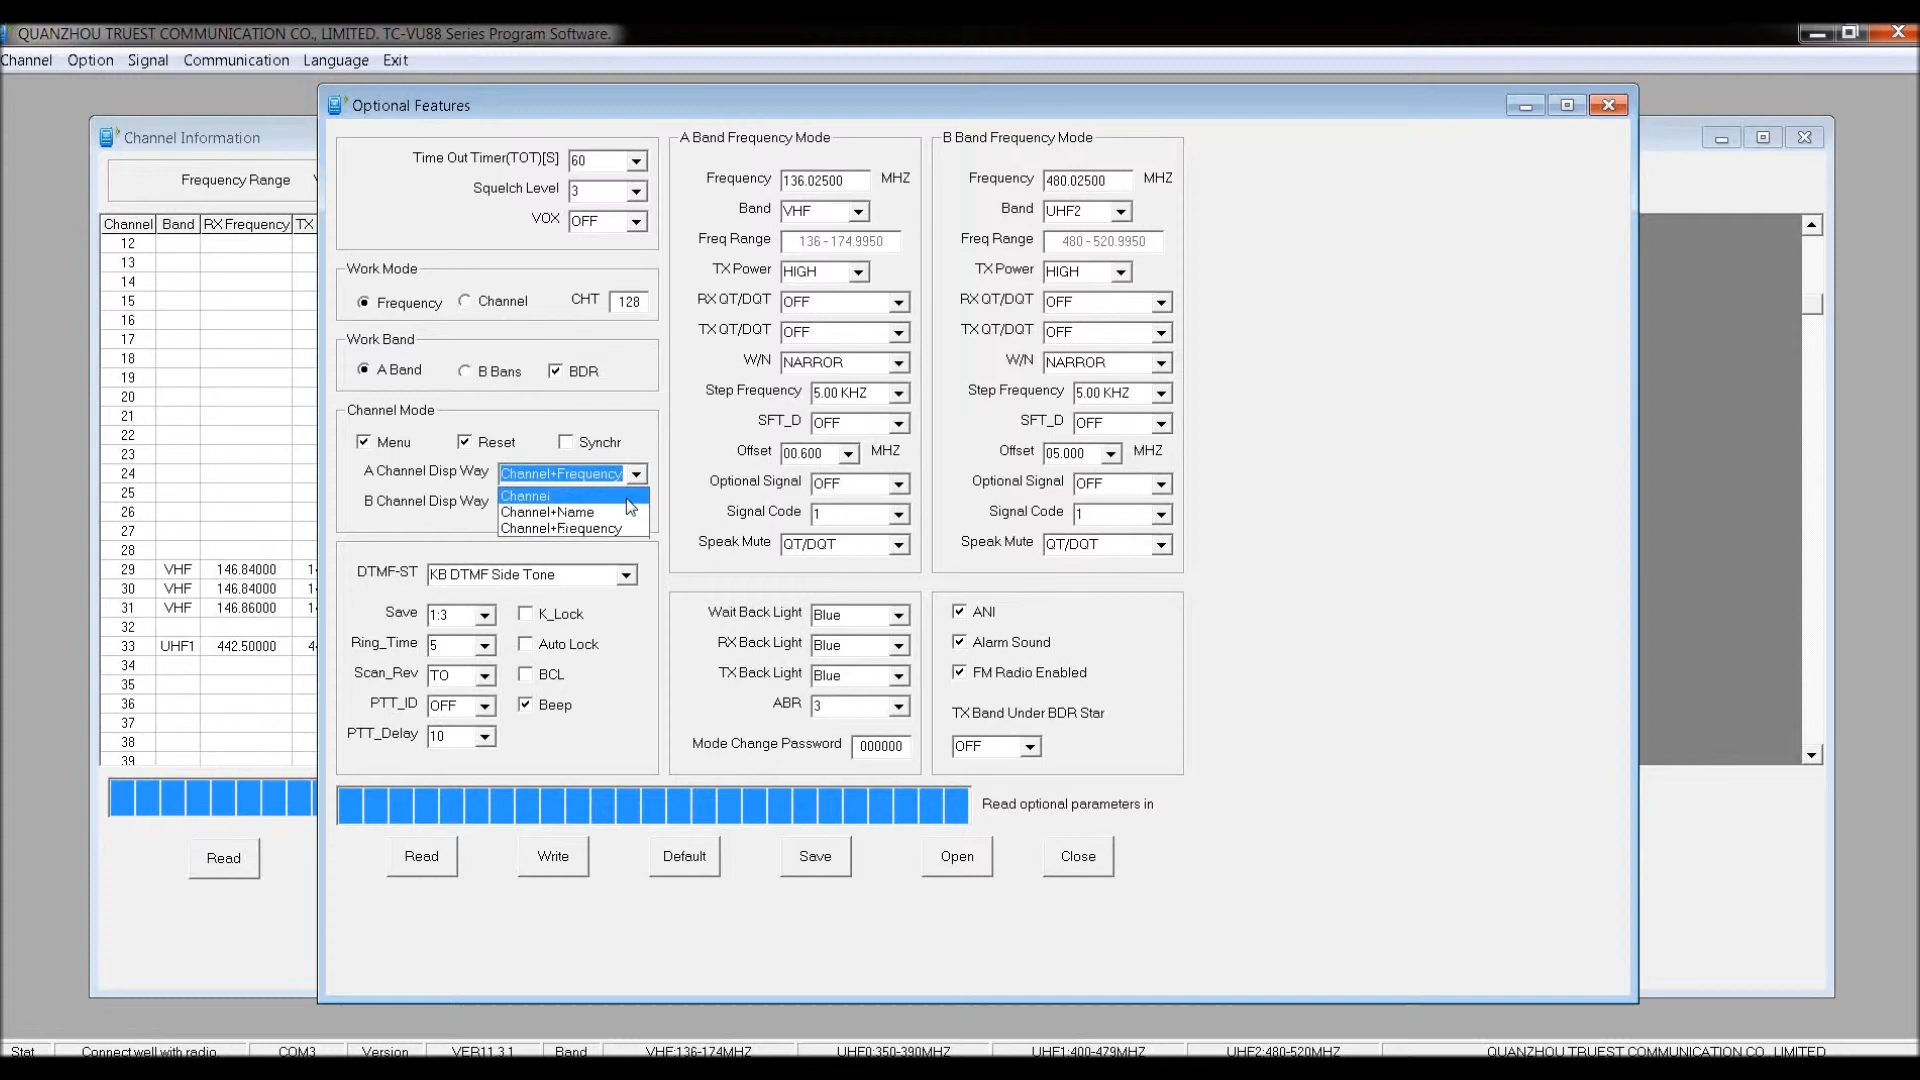 QUANZHOU TRUEST COMMUNICATION CO., LIMITED. TC-VU88 Series Program Software.
Channel Option Signal Communication Language Exit
Channel Information
Frequency Range
Channel Band RX Frequency TX
12
13
14
15
16
17
18
19
20
21
22
23
24
25
26
27
28
29 VHF 146.84000 1
30 VHF 146.84000 1
31 VHF 146.86000 1
32
33 UHF1 442.50000 4
34
35
36
37
38
39
Read
Optional Features
Time Out Timer(TOT)[S] 60
Squelch Level 3
VOX OFF
Work Mode
Frequency Channel CHT 128
Work Band
A Band B Bans BDR
Channel Mode
Menu Reset Synchr
A Channel Disp Way Channel+Frequency
B Channel Disp Way
Channel
Channel+Name
Channel+Frequency
DTMF-ST KB DTMF Side Tone
Save 1:3 K_Lock
Ring_Time 5 Auto Lock
Scan_Rev TO BCL
PTT_ID OFF Beep
PTT_Delay 10
A Band Frequency Mode
Frequency 136.02500 MHZ
Band VHF
Freq Range 136 - 174.9950
TX Power HIGH
RX QT/DQT OFF
TX QT/DQT OFF
W/N NARROR
Step Frequency 5.00 KHZ
SFT_D OFF
Offset 00.600 MHZ
Optional Signal OFF
Signal Code 1
Speak Mute QT/DQT
B Band Frequency Mode
Frequency 480.02500 MHZ
Band UHF2
Freq Range 480 - 520.9950
TX Power HIGH
RX QT/DQT OFF
TX QT/DQT OFF
W/N NARROR
Step Frequency 5.00 KHZ
SFT_D OFF
Offset 05.000 MHZ
Optional Signal OFF
Signal Code 1
Speak Mute QT/DQT
Wait Back Light Blue
RX Back Light Blue
TX Back Light Blue
ABR 3
Mode Change Password 000000
ANI
Alarm Sound
FM Radio Enabled
TX Band Under BDR Star
OFF
Read optional parameters in
Read Write Default Save Open Close
Stat Connect well with radio COM3 Version VER11.3.1 Band VHF:136-174MHZ UHF0:350-390MHZ UHF1:400-479MHZ UHF2:480-520MHZ QUANZHOU TRUEST COMMUNICATION CO., LIMITED